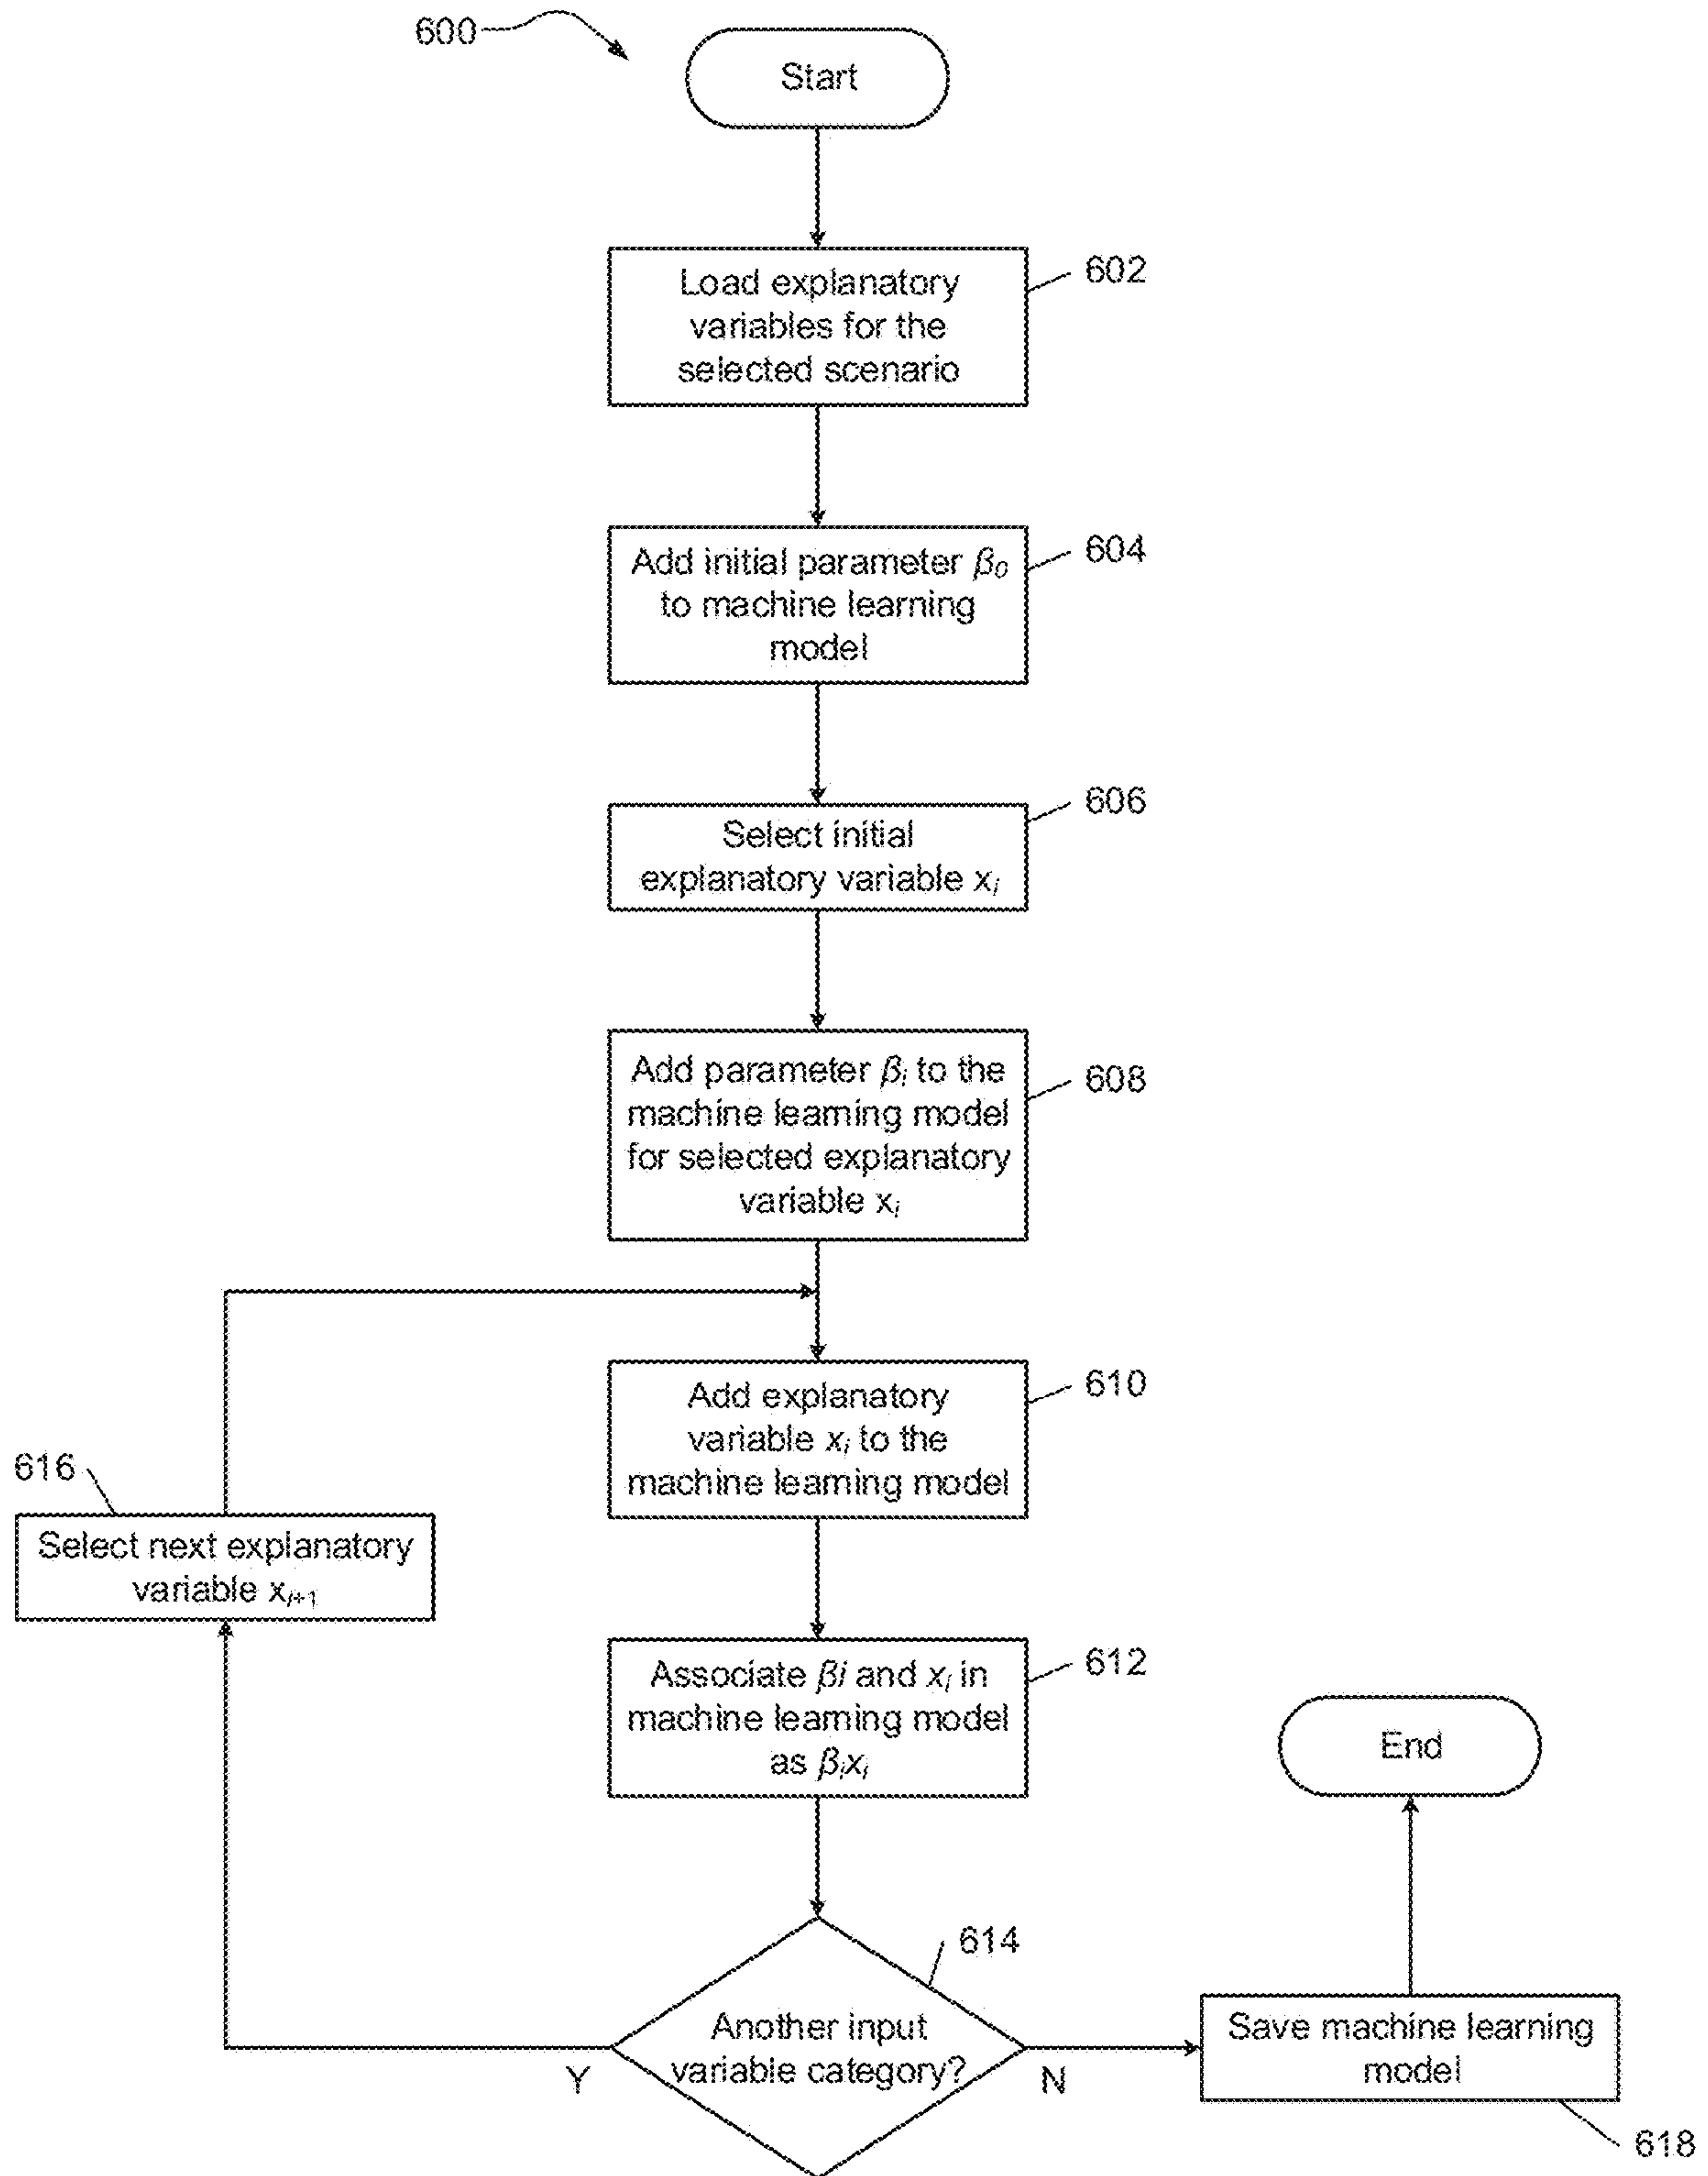 600
Start
Load explanatory
variables for the
selected scenario
602
Add initial parameter β₀
to machine learning
model
604
Select initial
explanatory variable xᵢ
606
Add parameter βᵢ to the
machine learning model
for selected explanatory
variable xᵢ
608
Add explanatory
variable xᵢ to the
machine learning model
610
616
Select next explanatory
variable xᵢ₊₁
Associate βi and xᵢ in
machine learning model
as βᵢxᵢ
612
End
614
Another input
variable category?
Y
N
Save machine learning
model
618